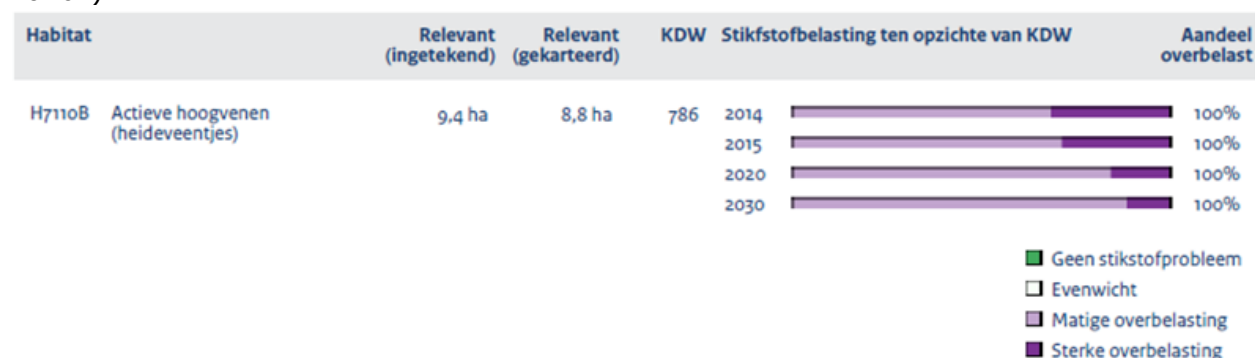 Habitat Relevant (ingetekend) Relevant (gekarteerd) KDW Stikfstofbelasting ten opzichte van KDW Aandeel overbelast
H7110B Actieve hoogvenen (heideveentjes) 9,4 ha 8,8 ha 786 2014 100%
2015 100%
2020 100%
2030 100%
Geen stikstofprobleem
Evenwicht
Matige overbelasting
Sterke overbelasting